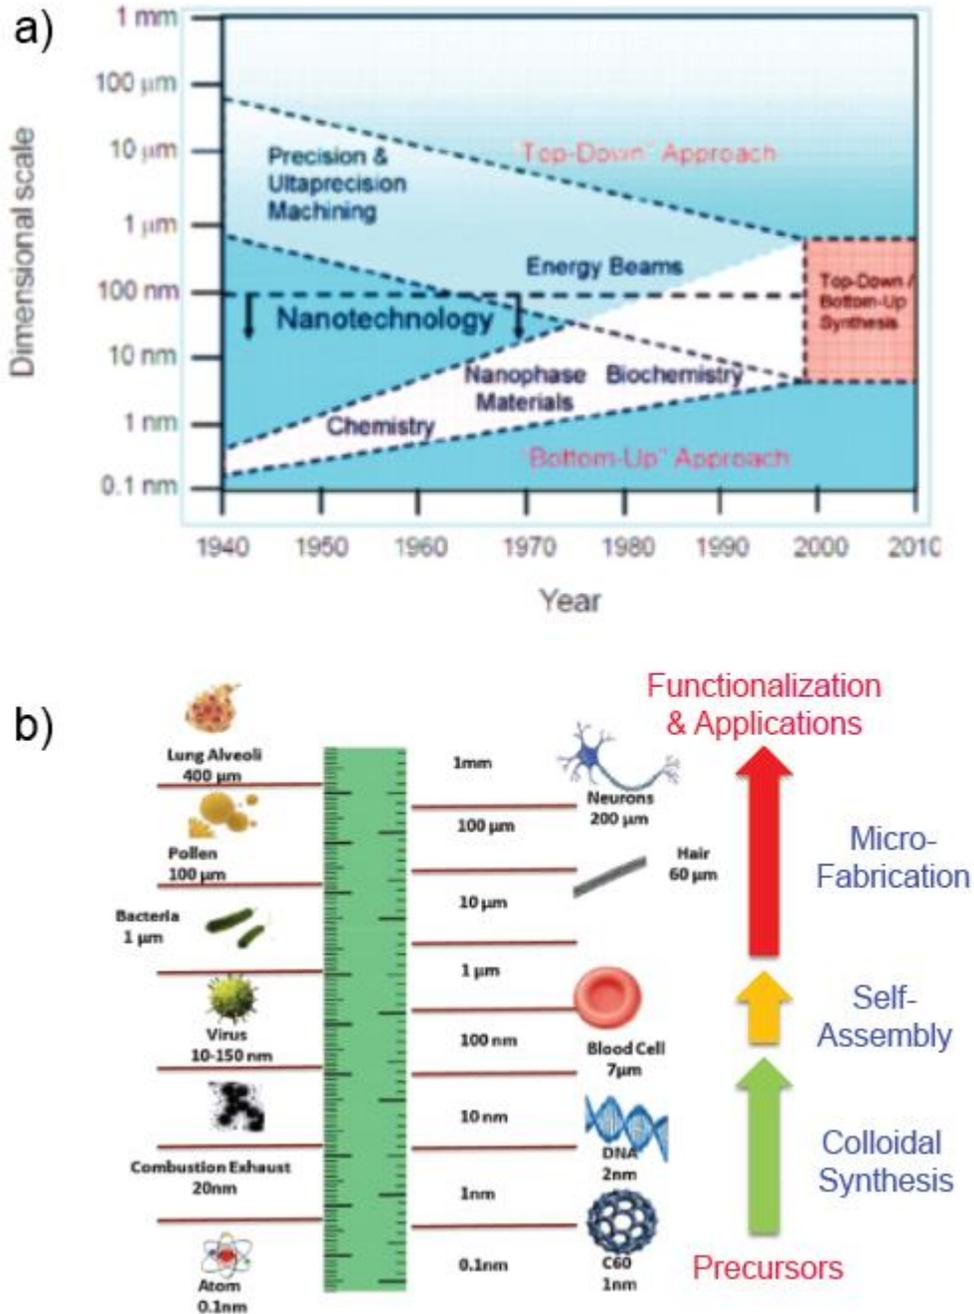 a)
1 mm
100 µm
10 µm
1 µm
100 nm
10 nm
1 nm
0.1 nm
Dimensional scale
Precision &
Ultaprecision
Machining
"Top-Down" Approach
Energy Beams
Nanotechnology
Top-Down /
Bottom-Up
Synthesis
Nanophase
Materials
Biochemistry
Chemistry
"Bottom-Up" Approach
1940 1950 1960 1970 1980 1990 2000 2010
Year
b)
Lung Alveoli
400 µm
Pollen
100 µm
Bacteria
1 µm
Virus
10-150 nm
Combustion Exhaust
20nm
Atom
0.1nm
1mm
100 µm
10 µm
1 µm
100 nm
10 nm
1nm
0.1nm
Neurons
200 µm
Hair
60 µm
Blood Cell
7µm
DNA
2nm
C60
1nm
Functionalization
& Applications
Micro-
Fabrication
Self-
Assembly
Colloidal
Synthesis
Precursors